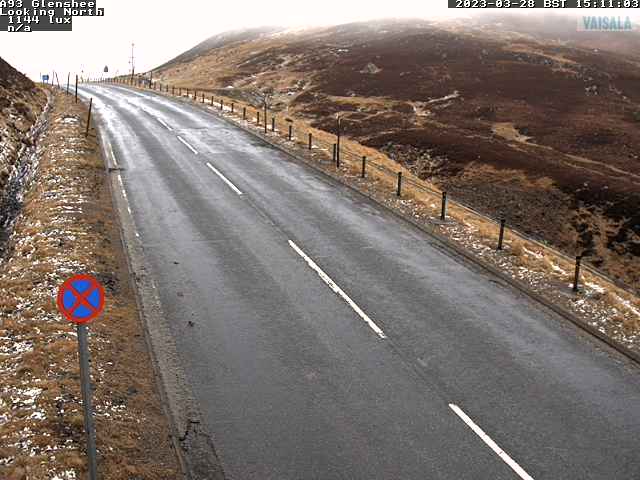 A93 Glenshee
Looking North
1144 lux
n/a
2023-03-28 BST 15:11:03
VAISALA